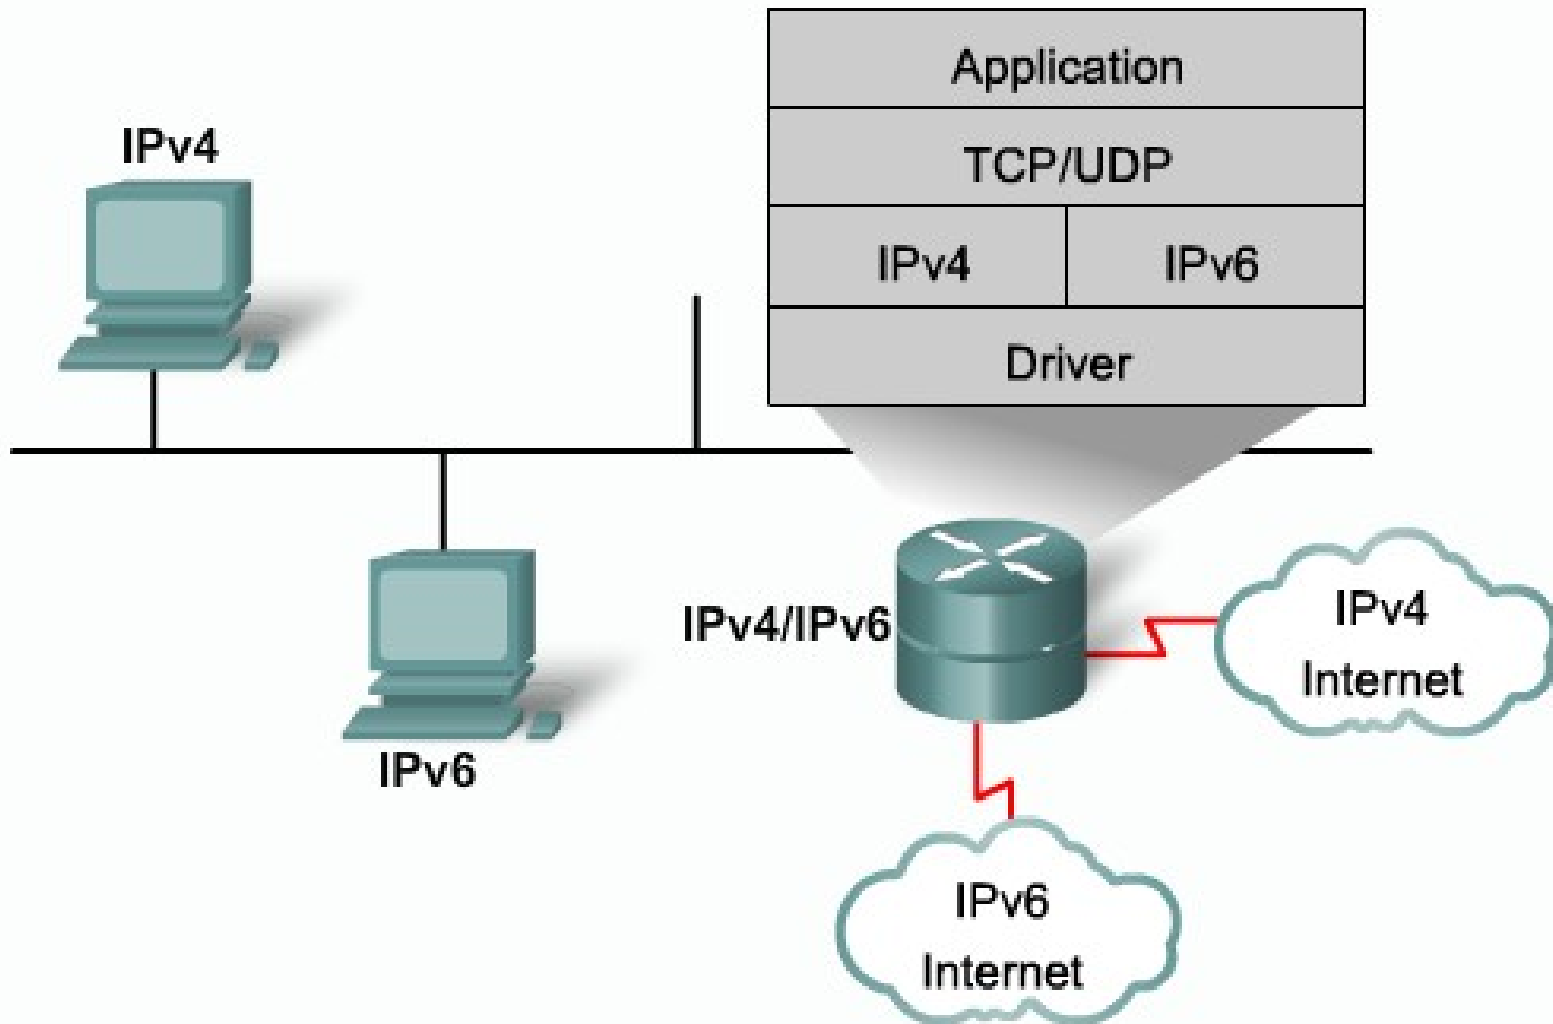 Application
TCP/UDP
IPv4
IPv6
Driver
IPv4
IPv6
IPv4/IPv6
IPv4
Internet
IPv6
Internet